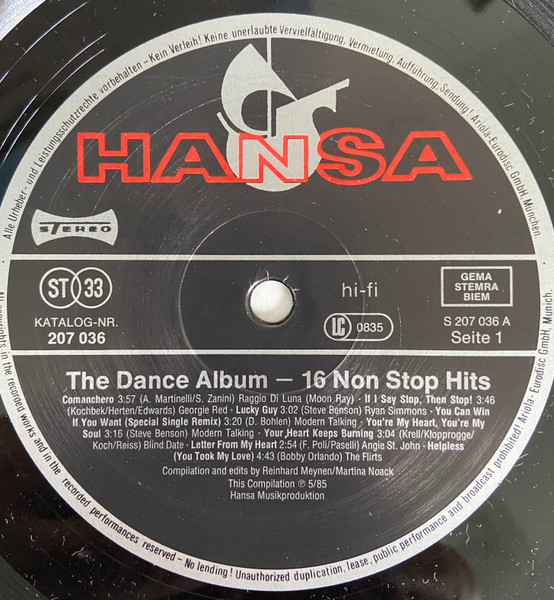 Alle Urheber- und Leistungsschutzrechte vorbehalten – Kein Verleih! Keine unerlaubte Vervielfältigung, Vermietung, Aufführung, Sendung! Ariola-Eurodisc GmbH, München.
HANSA
STEREO
ST 33
KATALOG-NR.
207 036
hi-fi
LC 0835
GEMA
STEMRA
BIEM
S 207 036 A
Seite 1
The Dance Album – 16 Non Stop Hits
Comanchero 3:57 (A. Martinelli/S. Zanini) Raggio Di Luna (Moon Ray) - If I Say Stop, Then Stop! 3:46
(Kochbek/Herten/Edwards) Georgie Red - Lucky Guy 3:02 (Steve Benson) Ryan Simmons - You Can Win
If You Want (Special Single Remix) 3:20 (D. Bohlen) Modern Talking - You're My Heart, You're My
Soul 3:16 (Steve Benson) Modern Talking - Your Heart Keeps Burning 3:04 (Krell/Klopprogge/
Koch/Reiss) Blind Date - Letter From My Heart 2:54 (F. Poli/Paselli) Angie St. John - Helpless
(You Took My Love) 4:43 (Bobby Orlando) The Flirts
Compilation and edits by Reinhard Meynen/Martina Noack
This Compilation ℗ 5/85
Hansa Musikproduktion
All copyrights in the recorded works and in the recorded performances reserved – No lending! Unauthorized duplication, lease, public performance and broadcast prohibited! Ariola-Eurodisc GmbH, Munich.